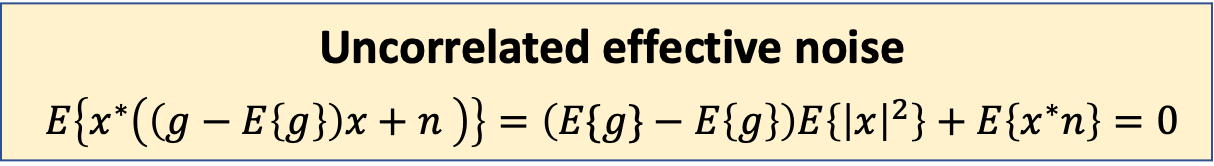 Uncorrelated effective noise
E{x*((g − E{g})x + n )} = (E{g} − E{g})E{|x|²} + E{x*n} = 0